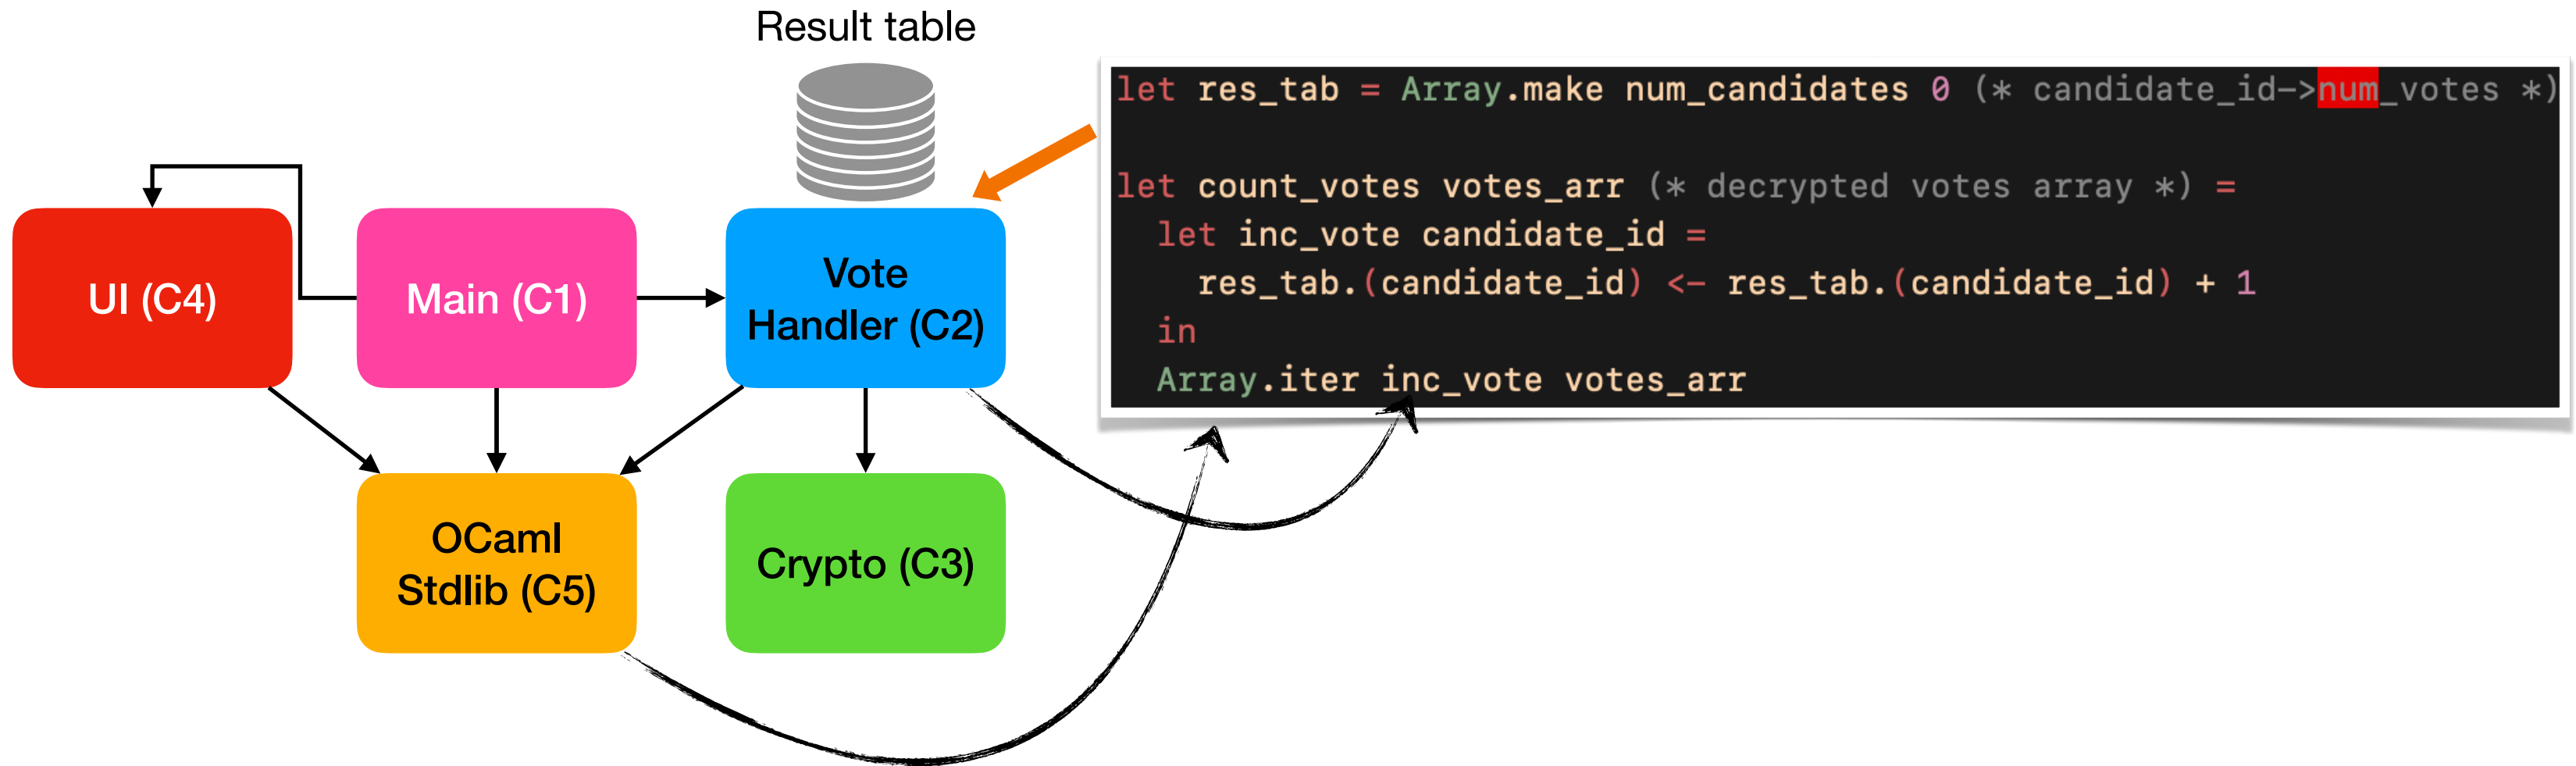 Result table
let res_tab = Array.make num_candidates 0 (* candidate_id->num_votes *)
let count_votes votes_arr (* decrypted votes array *) =
let inc_vote candidate_id =
res_tab.(candidate_id) <- res_tab.(candidate_id) + 1
in
Array.iter inc_vote votes_arr
UI (C4)
Main (C1)
Vote
Handler (C2)
OCaml
Stdlib (C5)
Crypto (C3)